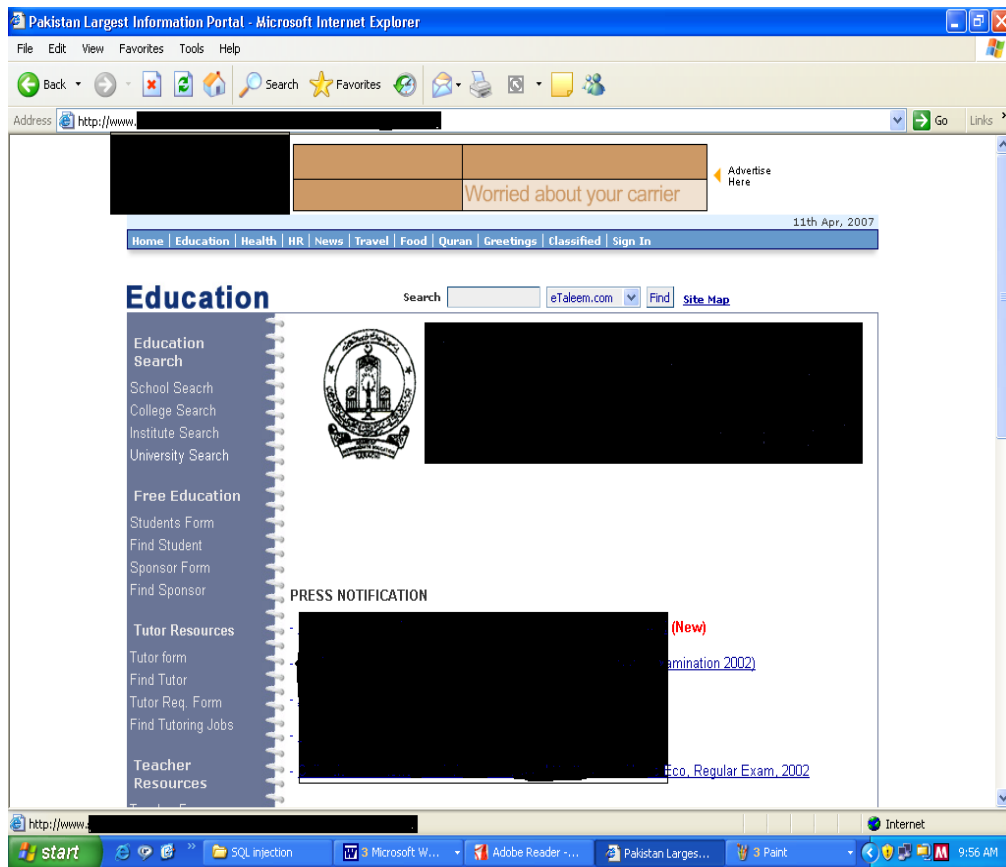 Pakistan Largest Information Portal - Microsoft Internet Explorer
File Edit View Favorites Tools Help
Back Search Favorites
Address http://www. Go Links
Worried about your carrier
Advertise
Here
11th Apr, 2007
Home | Education | Health | HR | News | Travel | Food | Quran | Greetings | Classified | Sign In
Education
Search eTaleem.com Find Site Map
Education
Search
School Seacrh
College Search
Institute Search
University Search
Free Education
Students Form
Find Student
Sponsor Form
Find Sponsor
PRESS NOTIFICATION
(New)
amination 2002)
Eco, Regular Exam, 2002
Tutor Resources
Tutor form
Find Tutor
Tutor Req. Form
Find Tutoring Jobs
Teacher
Resources
http://www. Internet
start SQL injection 3 Microsoft W... Adobe Reader -... Pakistan Larges... 3 Paint 9:56 AM